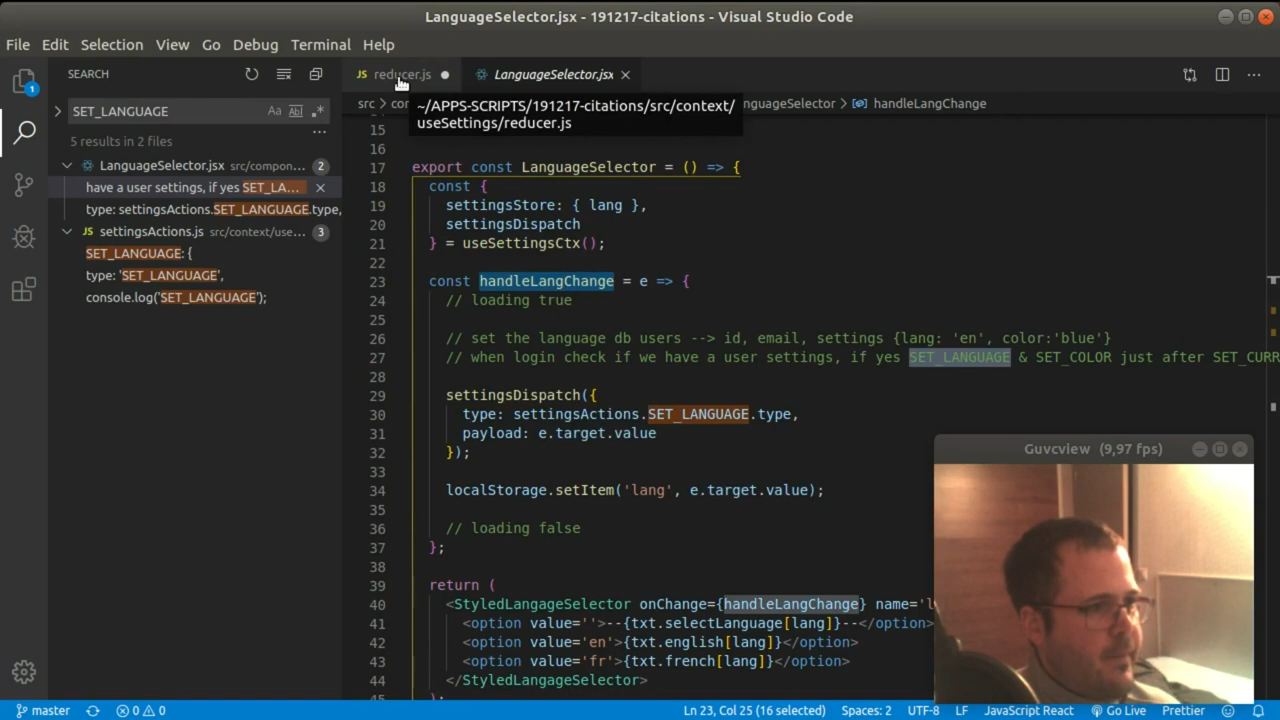 LanguageSelector.jsx - 191217-citations - Visual Studio Code
File Edit Selection View Go Debug Terminal Help
SEARCH
JS reducer.js
LanguageSelector.jsx
1
SET_LANGUAGE
Aa Abl .*
5 results in 2 files
LanguageSelector.jsx src/compon... 2
have a user settings, if yes SET_LA...
type: settingsActions.SET_LANGUAGE.type,
JS settingsActions.js src/context/use... 3
SET_LANGUAGE: {
type: 'SET_LANGUAGE',
console.log('SET_LANGUAGE');
src > con
nguageSelector > handleLangChange
~/APPS-SCRIPTS/191217-citations/src/context/
useSettings/reducer.js
15
16
17 export const LanguageSelector = () => {
18 const {
19 settingsStore: { lang },
20 settingsDispatch
21 } = useSettingsCtx();
22
23 const handleLangChange = e => {
24 // loading true
25
26 // set the language db users --> id, email, settings {lang: 'en', color:'blue'}
27 // when login check if we have a user settings, if yes SET_LANGUAGE & SET_COLOR just after SET_CURR
28
29 settingsDispatch({
30 type: settingsActions.SET_LANGUAGE.type,
31 payload: e.target.value
32 });
33
34 localStorage.setItem('lang', e.target.value);
35
36 // loading false
37 };
38
39 return (
40 <StyledLangageSelector onChange={handleLangChange} name='l
41 <option value=''>--{txt.selectLanguage[lang]}--</option>
42 <option value='en'>{txt.english[lang]}</option>
43 <option value='fr'>{txt.french[lang]}</option>
44 </StyledLangageSelector>
45 );
Guvcview (9,97 fps)
master 0 0 Ln 23, Col 25 (16 selected) Spaces: 2 UTF-8 LF JavaScript React Go Live Prettier